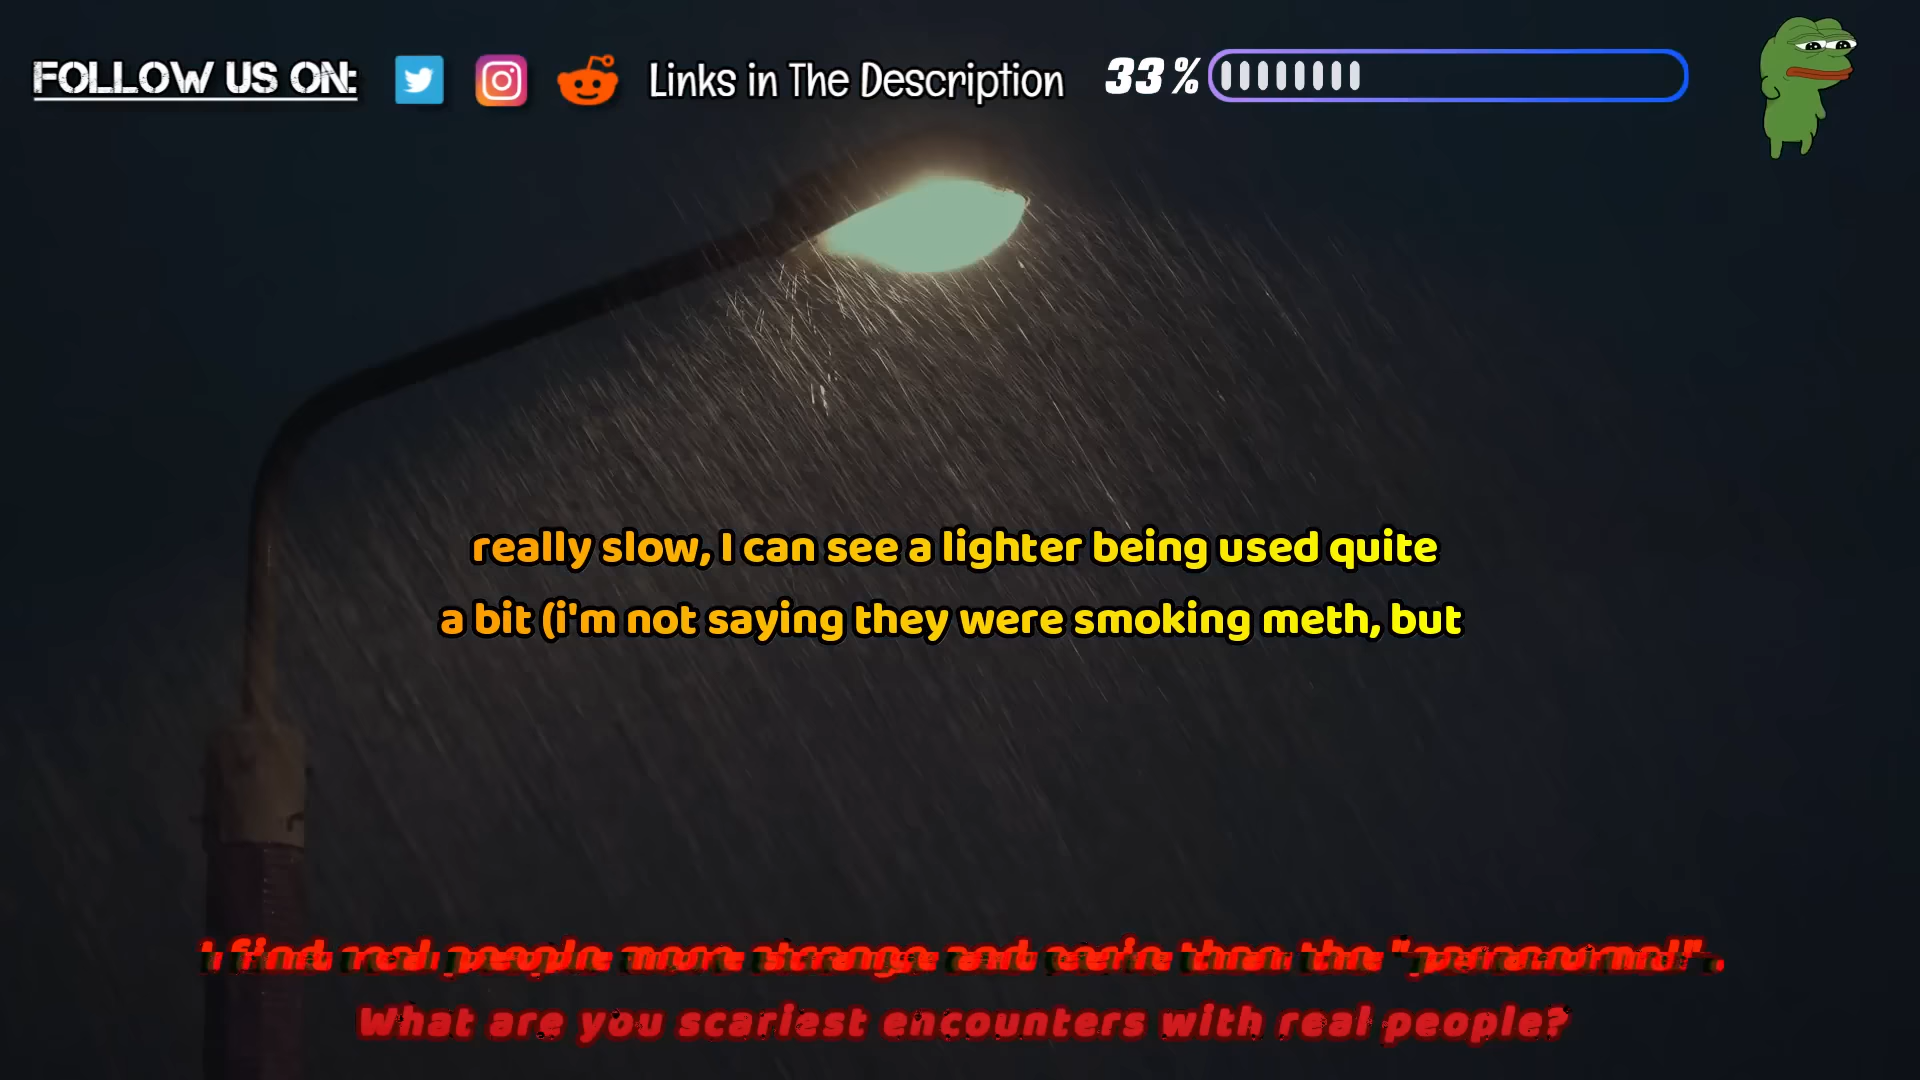 FOLLOW US ON:
Links in The Description
33%
really slow, I can see a lighter being used quite
a bit (i'm not saying they were smoking meth, but
i find real people more strange and eerie than the "paranormal".
What are you scariest encounters with real people?